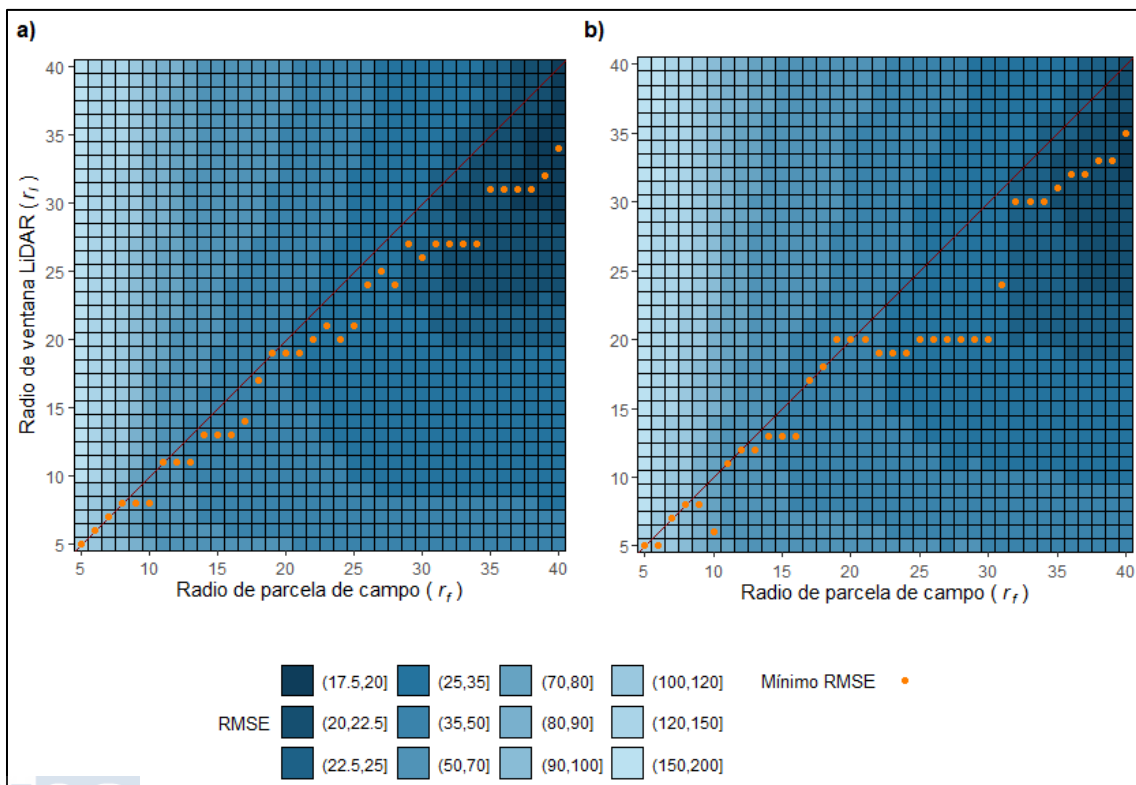 a)
Radio de ventana LiDAR ( r_l )
40
35
30
25
20
15
10
5
5 10 15 20 25 30 35 40
Radio de parcela de campo ( r_f )
b)
40
35
30
25
20
15
10
5
5 10 15 20 25 30 35 40
Radio de parcela de campo ( r_f )
RMSE
(17.5,20] (25,35] (70,80] (100,120]
(20,22.5] (35,50] (80,90] (120,150]
(22.5,25] (50,70] (90,100] (150,200]
Mínimo RMSE